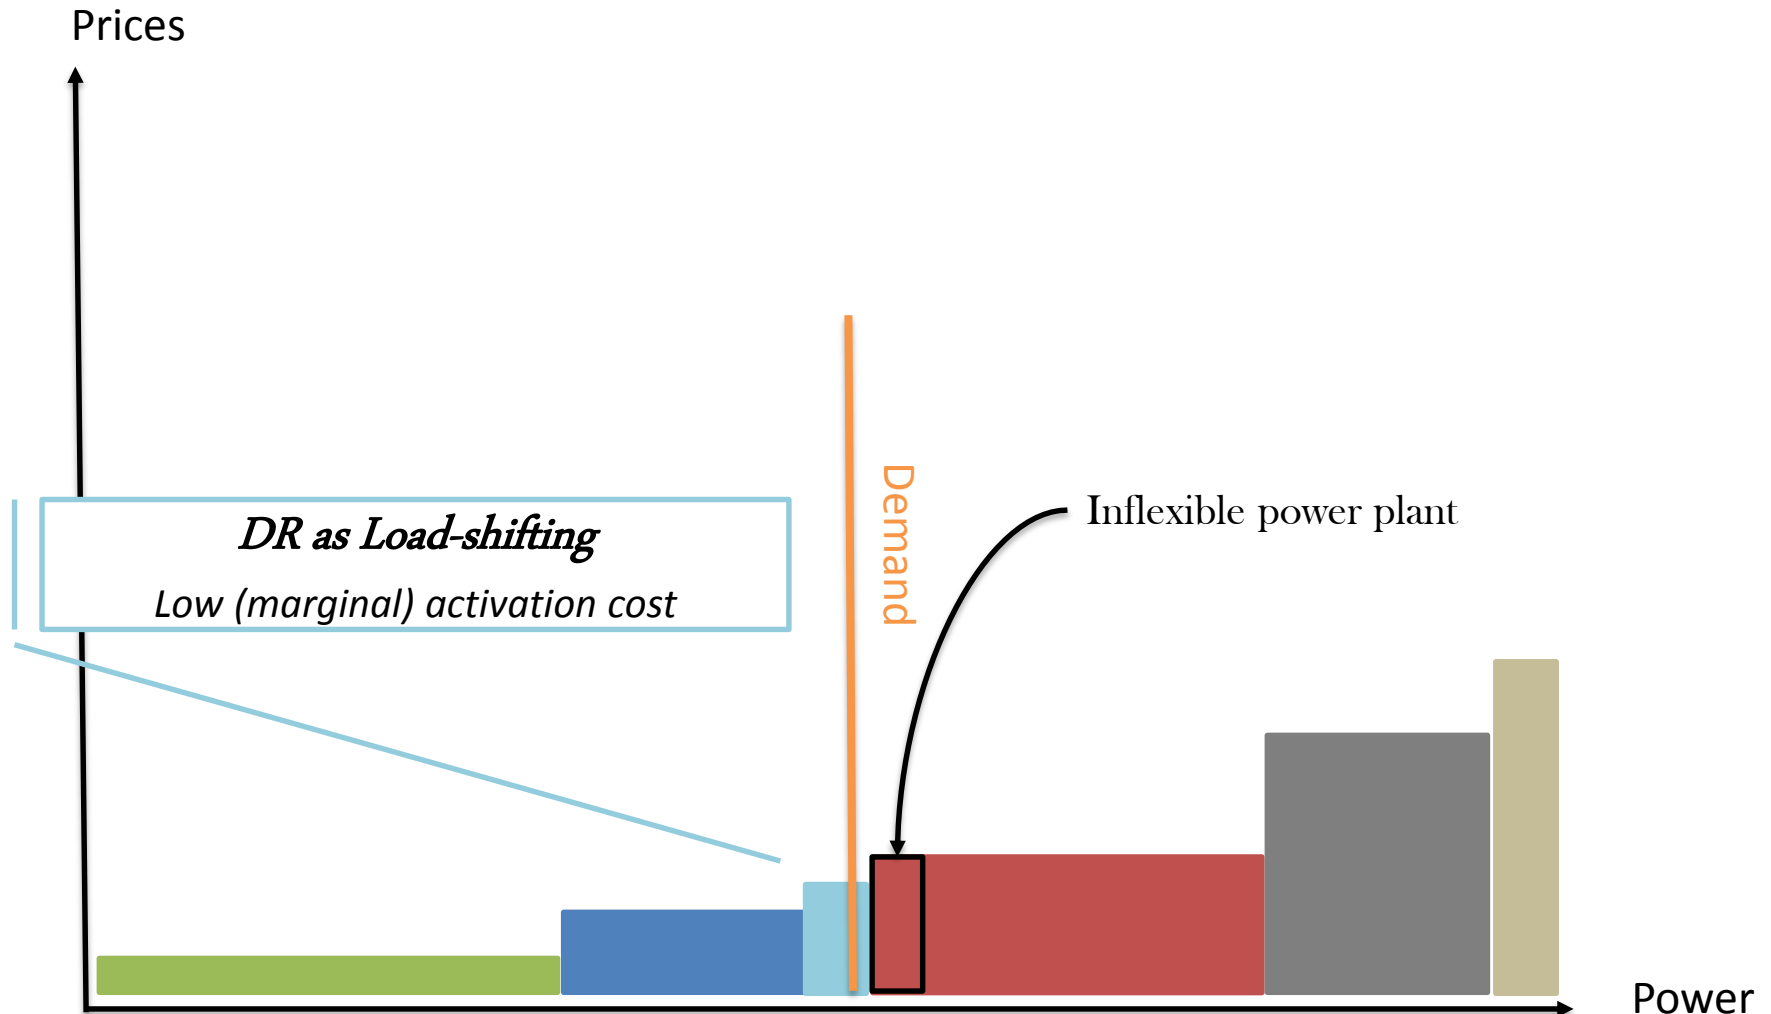 Prices
DR as Load-shifting
Low (marginal) activation cost
Demand
Inflexible power plant
Power